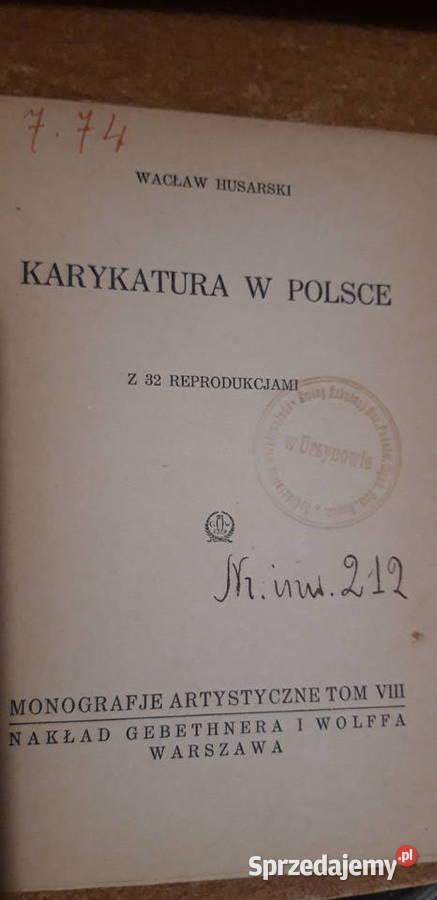 7.74
WACŁAW HUSARSKI
KARYKATURA W POLSCE
Z 32 REPRODUKCJAMI
w Ursynowie
G W
Nr. inw. 212
MONOGRAFJE ARTYSTYCZNE TOM VIII
NAKŁAD GEBETHNERA I WOLFFA
WARSZAWA
Sprzedajemy.pl